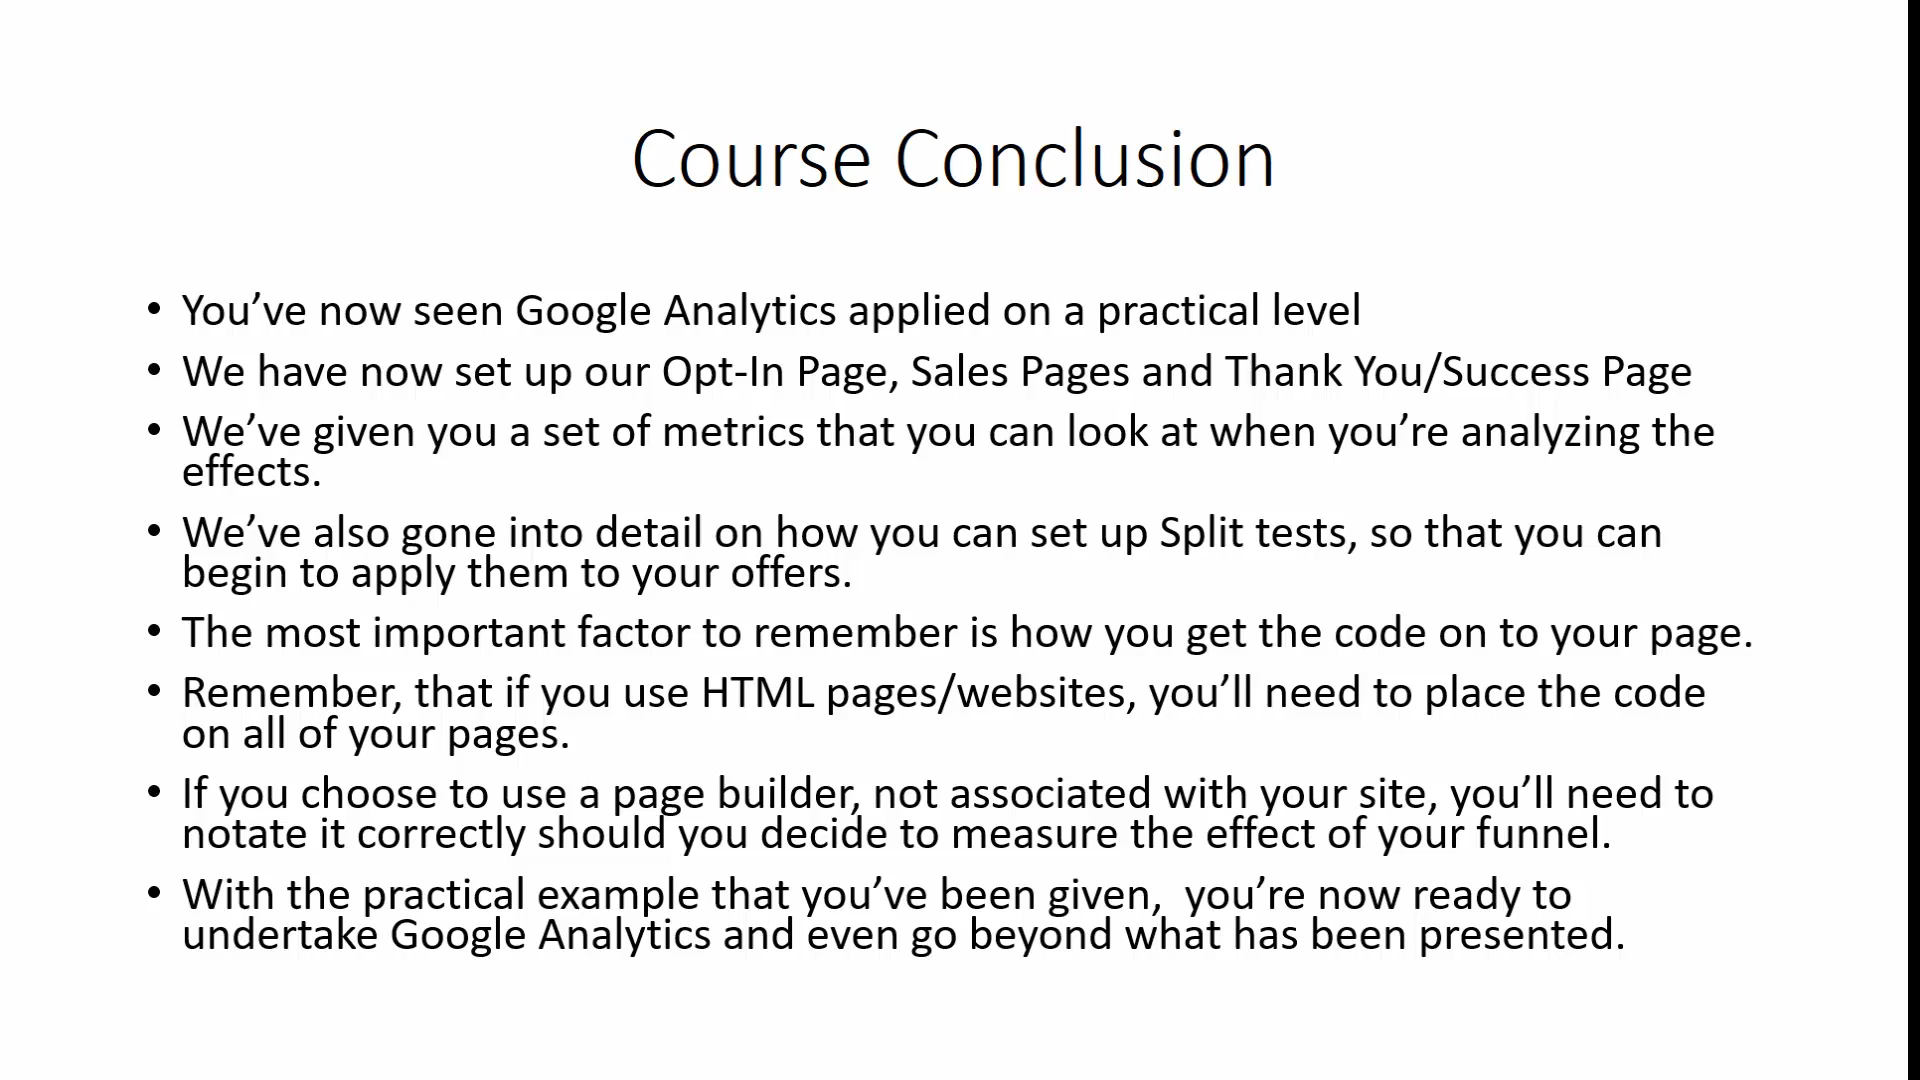 Course Conclusion
• You’ve now seen Google Analytics applied on a practical level
• We have now set up our Opt-In Page, Sales Pages and Thank You/Success Page
• We’ve given you a set of metrics that you can look at when you’re analyzing the
effects.
• We’ve also gone into detail on how you can set up Split tests, so that you can
begin to apply them to your offers.
• The most important factor to remember is how you get the code on to your page.
• Remember, that if you use HTML pages/websites, you’ll need to place the code
on all of your pages.
• If you choose to use a page builder, not associated with your site, you’ll need to
notate it correctly should you decide to measure the effect of your funnel.
• With the practical example that you’ve been given,  you’re now ready to
undertake Google Analytics and even go beyond what has been presented.